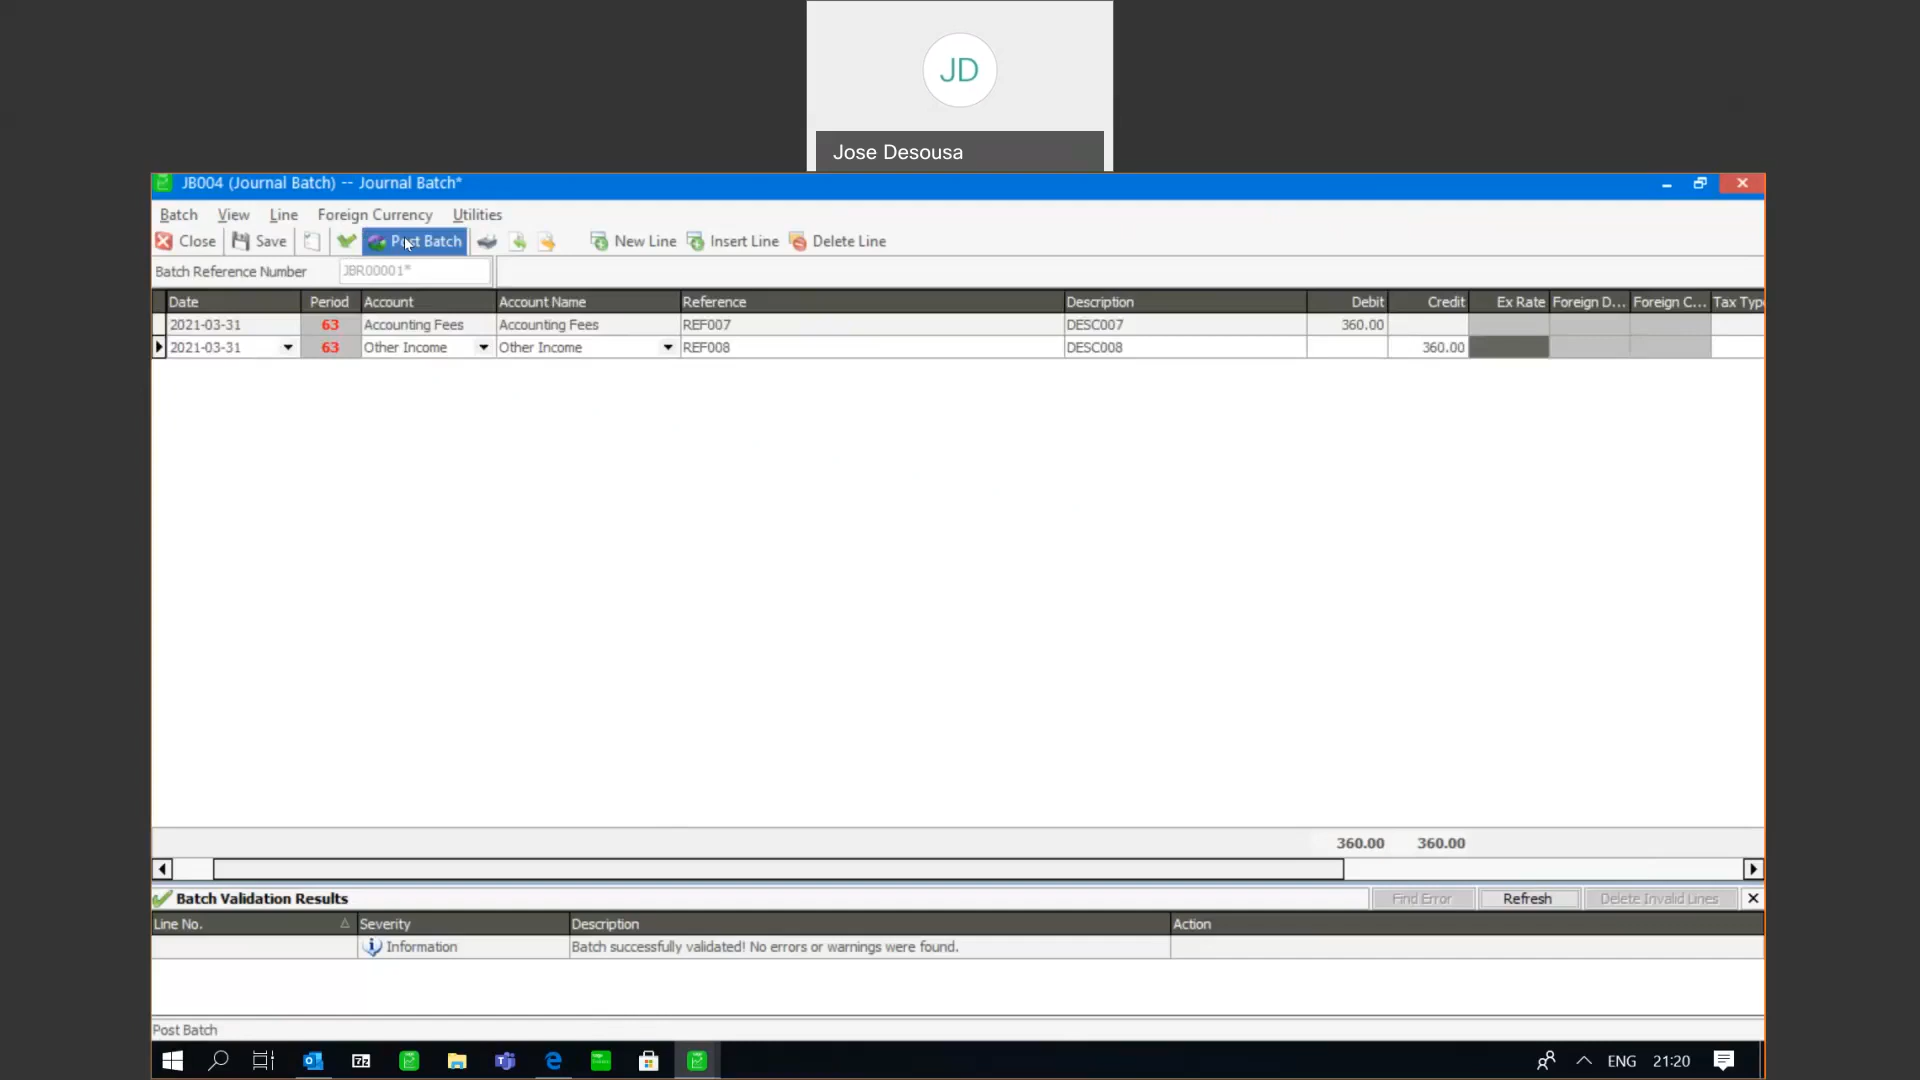 JD
Jose Desousa
JB004 (Journal Batch) -- Journal Batch*
Batch View Line Foreign Currency Utilities
Close Save Post Batch New Line Insert Line Delete Line
Batch Reference Number JBR00001*
Date Period Account Account Name Reference Description Debit Credit Ex Rate Foreign D... Foreign C... Tax Typ
2021-03-31 63 Accounting Fees Accounting Fees REF007 DESC007 360.00
2021-03-31 63 Other Income Other Income REF008 DESC008 360.00
360.00 360.00
Batch Validation Results Find Error Refresh Delete Invalid Lines
Line No. Severity Description Action
Information Batch successfully validated! No errors or warnings were found.
Post Batch
7z ENG 21:20